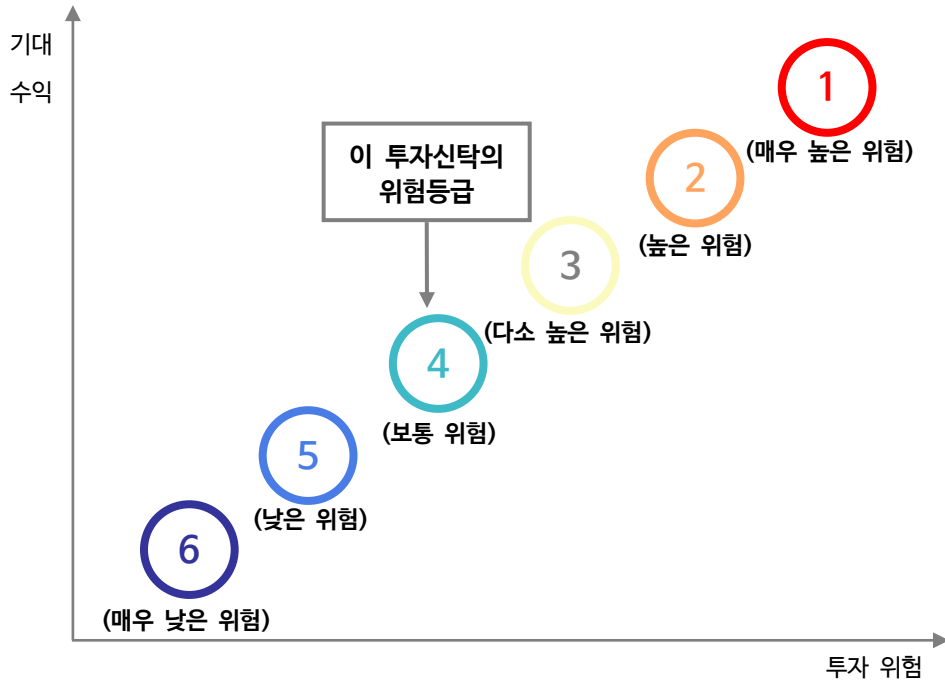 기대
수익
1
(매우 높은 위험)
이 투자신탁의
위험등급
2
(높은 위험)
3
(다소 높은 위험)
4
(보통 위험)
5
(낮은 위험)
6
(매우 낮은 위험)
투자 위험